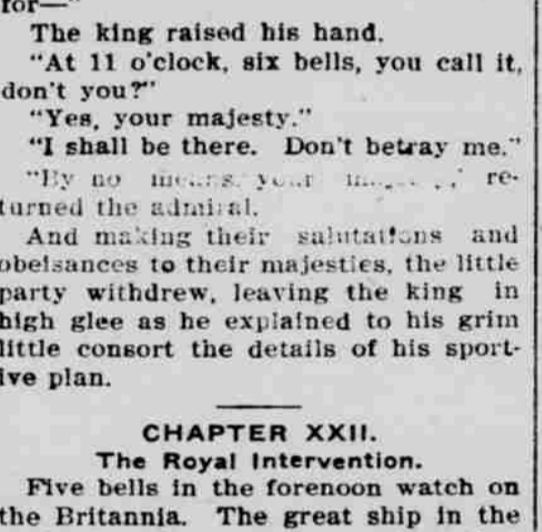 for—"
The king raised his hand.
"At 11 o'clock, six bells, you call it,
don't you?"
"Yes, your majesty."
"I shall be there. Don't betray me."
"By no means, your re-
turned the admiral.
And making their salutations and
obeisances to their majesties, the little
party withdrew, leaving the king in
high glee as he explained to his grim
little consort the details of his sport-
ive plan.
CHAPTER XXII.
The Royal Intervention.
Five bells in the forenoon watch on
the Britannia. The great ship in the